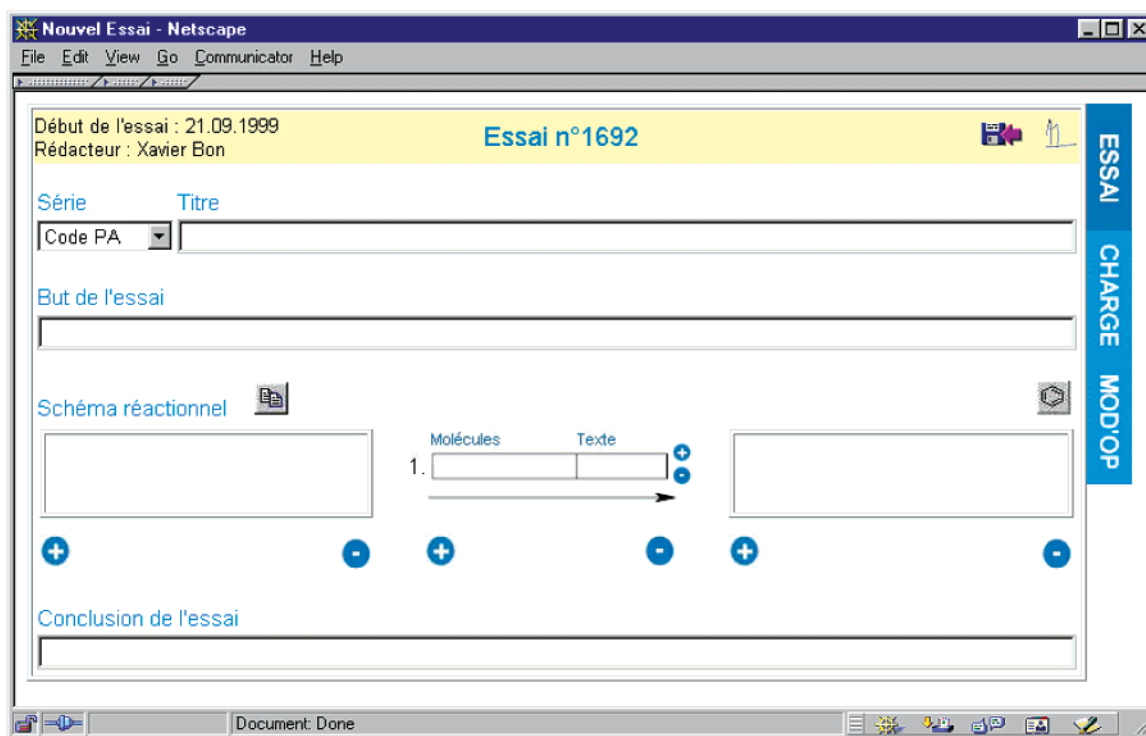 Nouvel Essai - Netscape
File Edit View Go Communicator Help
Début de l'essai : 21.09.1999
Rédacteur : Xavier Bon
Essai n°1692
Série Titre
Code PA
But de l'essai
Schéma réactionnel
Molécules Texte
1.
Conclusion de l'essai
ESSAI
CHARGE
MOD'OP
Document: Done